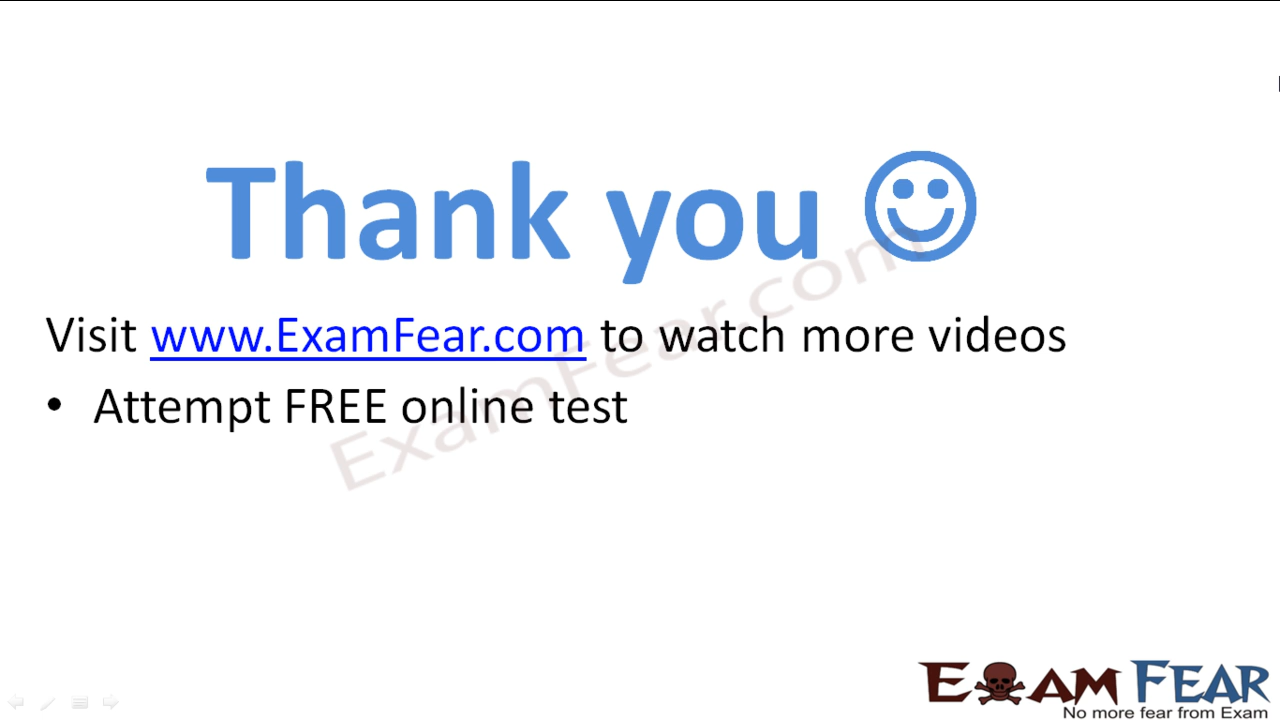 Thank you
Visit www.ExamFear.com to watch more videos
• Attempt FREE online test
ExamFear.com
EXAM FEAR
No more fear from Exam